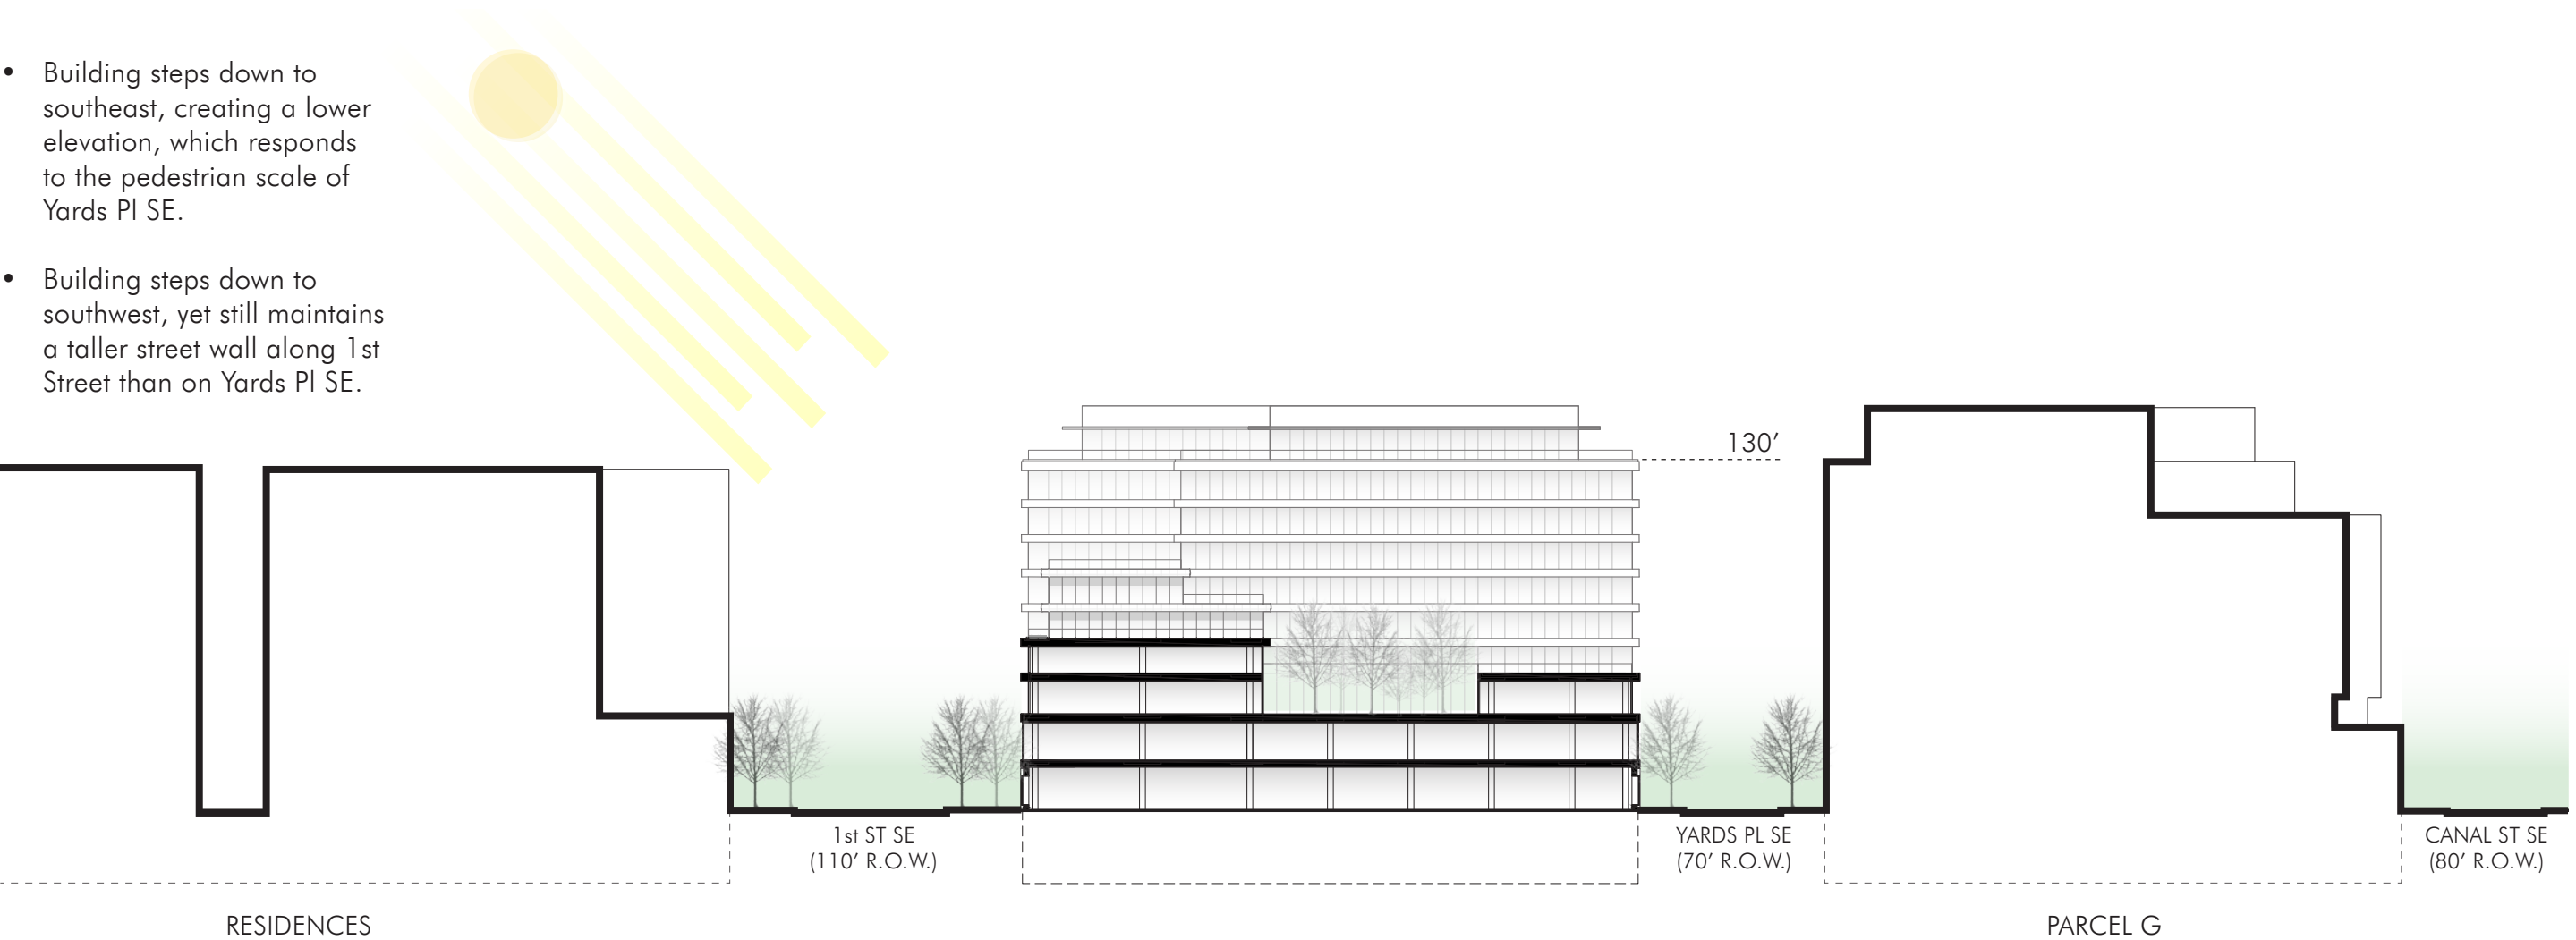 • Building steps down to
southeast, creating a lower
elevation, which responds
to the pedestrian scale of
Yards Pl SE.
• Building steps down to
southwest, yet still maintains
a taller street wall along 1st
Street than on Yards Pl SE.
130’
1st ST SE
(110’ R.O.W.)
YARDS PL SE
(70’ R.O.W.)
CANAL ST SE
(80’ R.O.W.)
RESIDENCES
PARCEL G